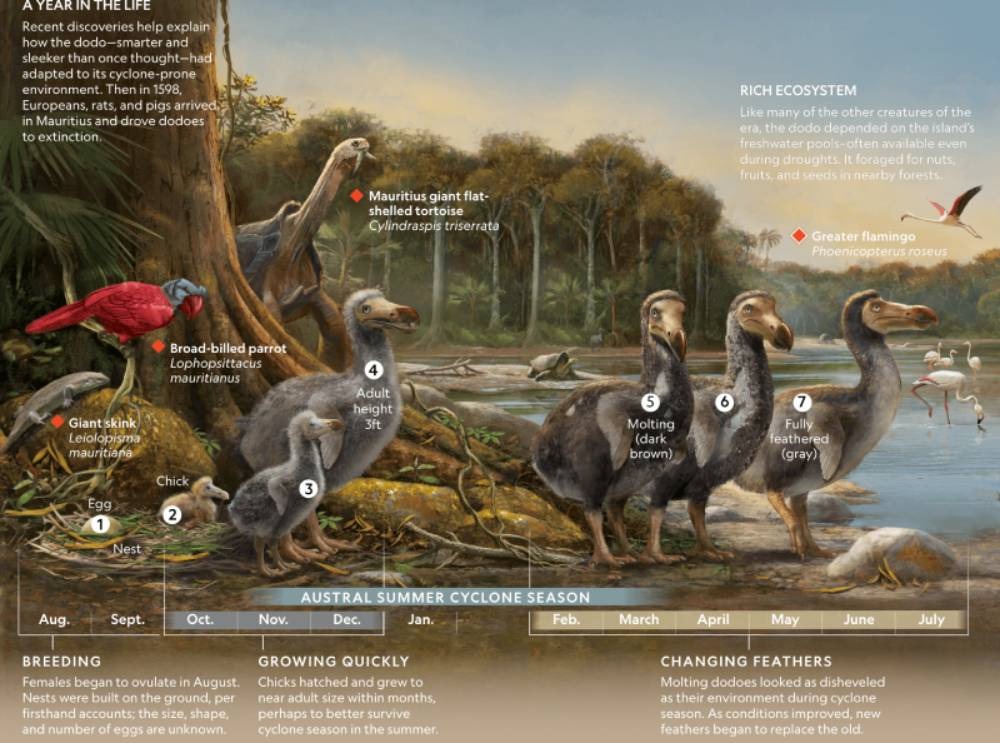 A YEAR IN THE LIFE
Recent discoveries help explain
how the dodo—smarter and
sleeker than once thought—had
adapted to its cyclone-prone
environment. Then in 1598,
Europeans, rats, and pigs arrived
in Mauritius and drove dodoes
to extinction.
RICH ECOSYSTEM
Like many of the other creatures of the
era, the dodo depended on the island's
freshwater pools-often available even
during droughts. It foraged for nuts,
fruits, and seeds in nearby forests.
Mauritius giant flat-
shelled tortoise
Cylindraspis triserrata
Greater flamingo
Phoenicopterus roseus
Broad-billed parrot
Lophopsittacus
mauritianus
Giant skink
Leiolopisma
mauritiana
Egg
1
Nest
Chick
2
3
4
Adult
height
3ft
5
Molting
(dark
brown)
6
7
Fully
feathered
(gray)
AUSTRAL SUMMER CYCLONE SEASON
Aug. Sept. Oct. Nov. Dec. Jan. Feb. March April May June July
BREEDING
Females began to ovulate in August.
Nests were built on the ground, per
firsthand accounts; the size, shape,
and number of eggs are unknown.
GROWING QUICKLY
Chicks hatched and grew to
near adult size within months,
perhaps to better survive
cyclone season in the summer.
CHANGING FEATHERS
Molting dodoes looked as disheveled
as their environment during cyclone
season. As conditions improved, new
feathers began to replace the old.